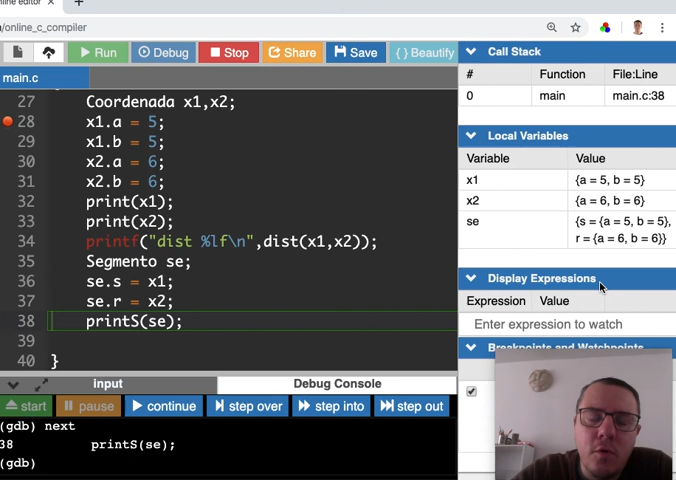 nline editor
/online_c_compiler
Run Debug Stop Share Save { } Beautify
main.c
27 Coordenada x1,x2;
28 x1.a = 5;
29 x1.b = 5;
30 x2.a = 6;
31 x2.b = 6;
32 print(x1);
33 print(x2);
34 printf("dist %lf\n",dist(x1,x2));
35 Segmento se;
36 se.s = x1;
37 se.r = x2;
38 printS(se);
39
40 }
input Debug Console
start pause continue step over step into step out
(gdb) next
38 printS(se);
(gdb)
Call Stack
# Function File:Line
0 main main.c:38
Local Variables
Variable Value
x1 {a = 5, b = 5}
x2 {a = 6, b = 6}
se {s = {a = 5, b = 5},
r = {a = 6, b = 6}}
Display Expressions
Expression Value
Enter expression to watch
Breakpoints and Watchpoints